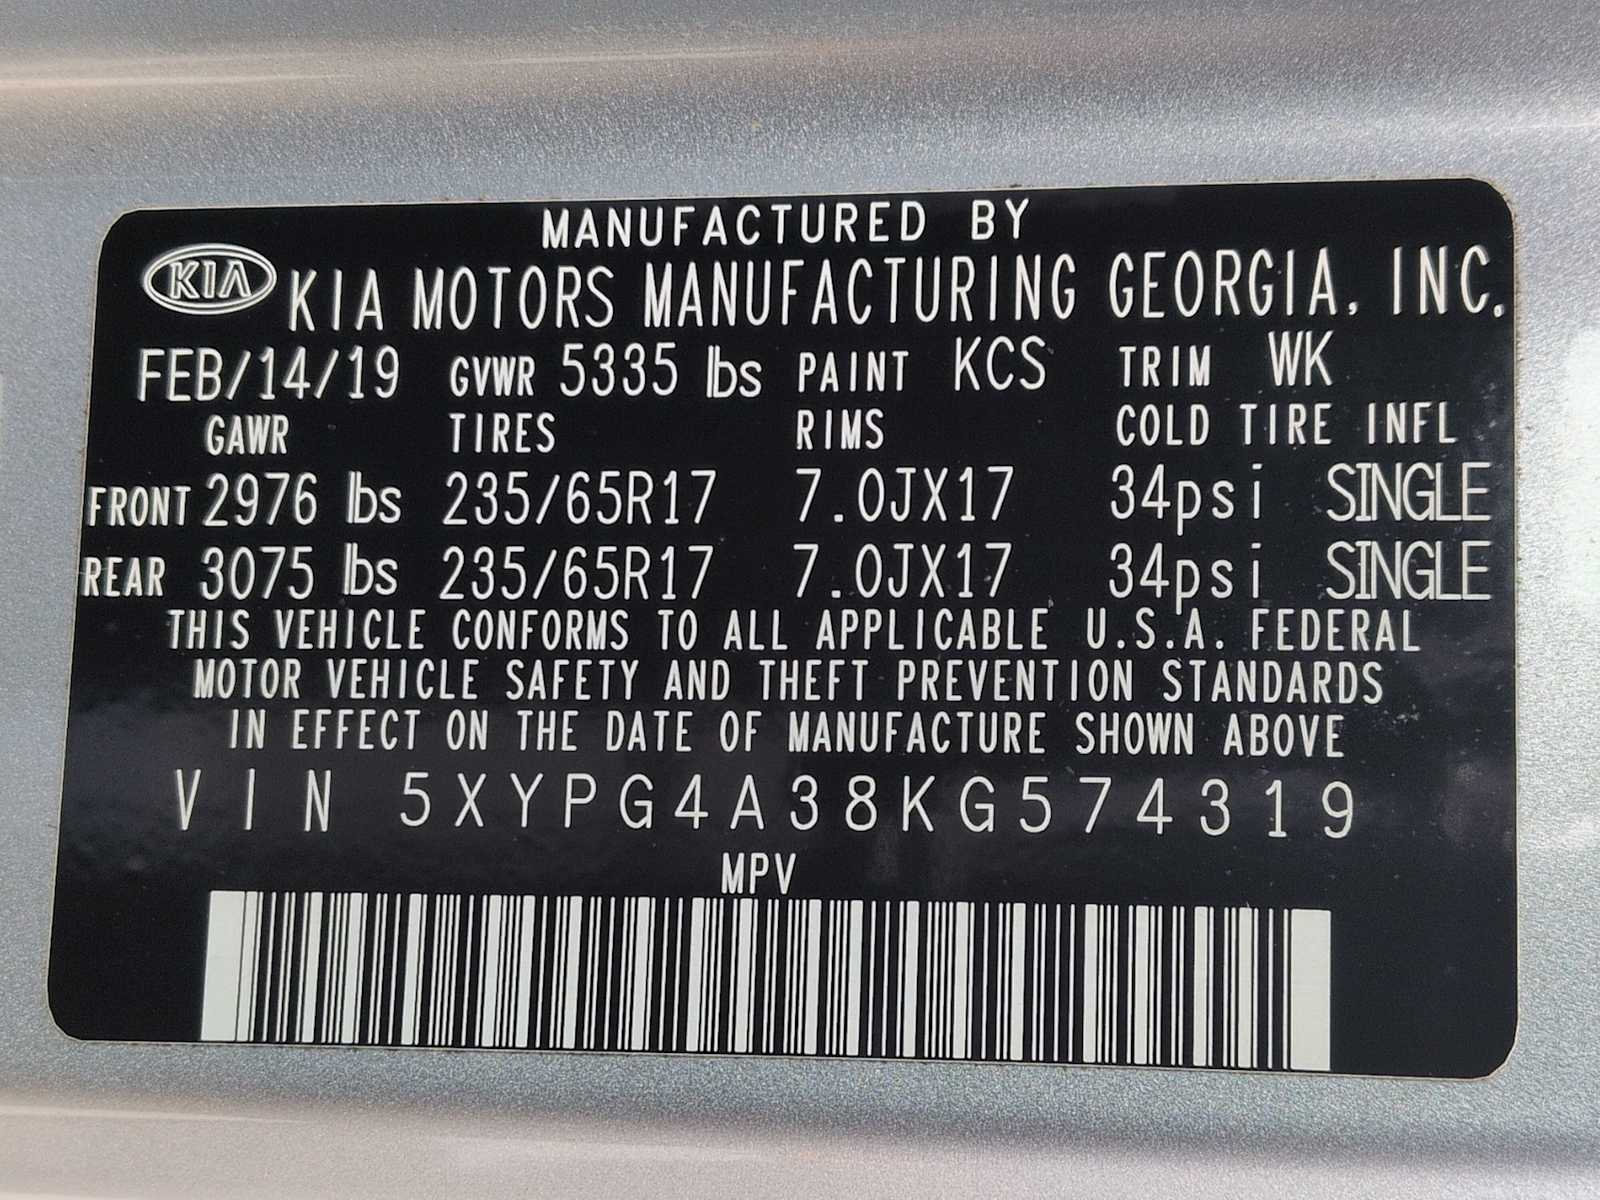 MANUFACTURED BY
KIA KIA MOTORS MANUFACTURING GEORGIA, INC.
FEB/14/19 GVWR 5335 lbs PAINT KCS TRIM WK
GAWR TIRES RIMS COLD TIRE INFL
FRONT 2976 lbs 235/65R17 7.0JX17 34psi SINGLE
REAR 3075 lbs 235/65R17 7.0JX17 34psi SINGLE
THIS VEHICLE CONFORMS TO ALL APPLICABLE U.S.A. FEDERAL
MOTOR VEHICLE SAFETY AND THEFT PREVENTION STANDARDS
IN EFFECT ON THE DATE OF MANUFACTURE SHOWN ABOVE
VIN 5XYPG4A38KG574319
MPV